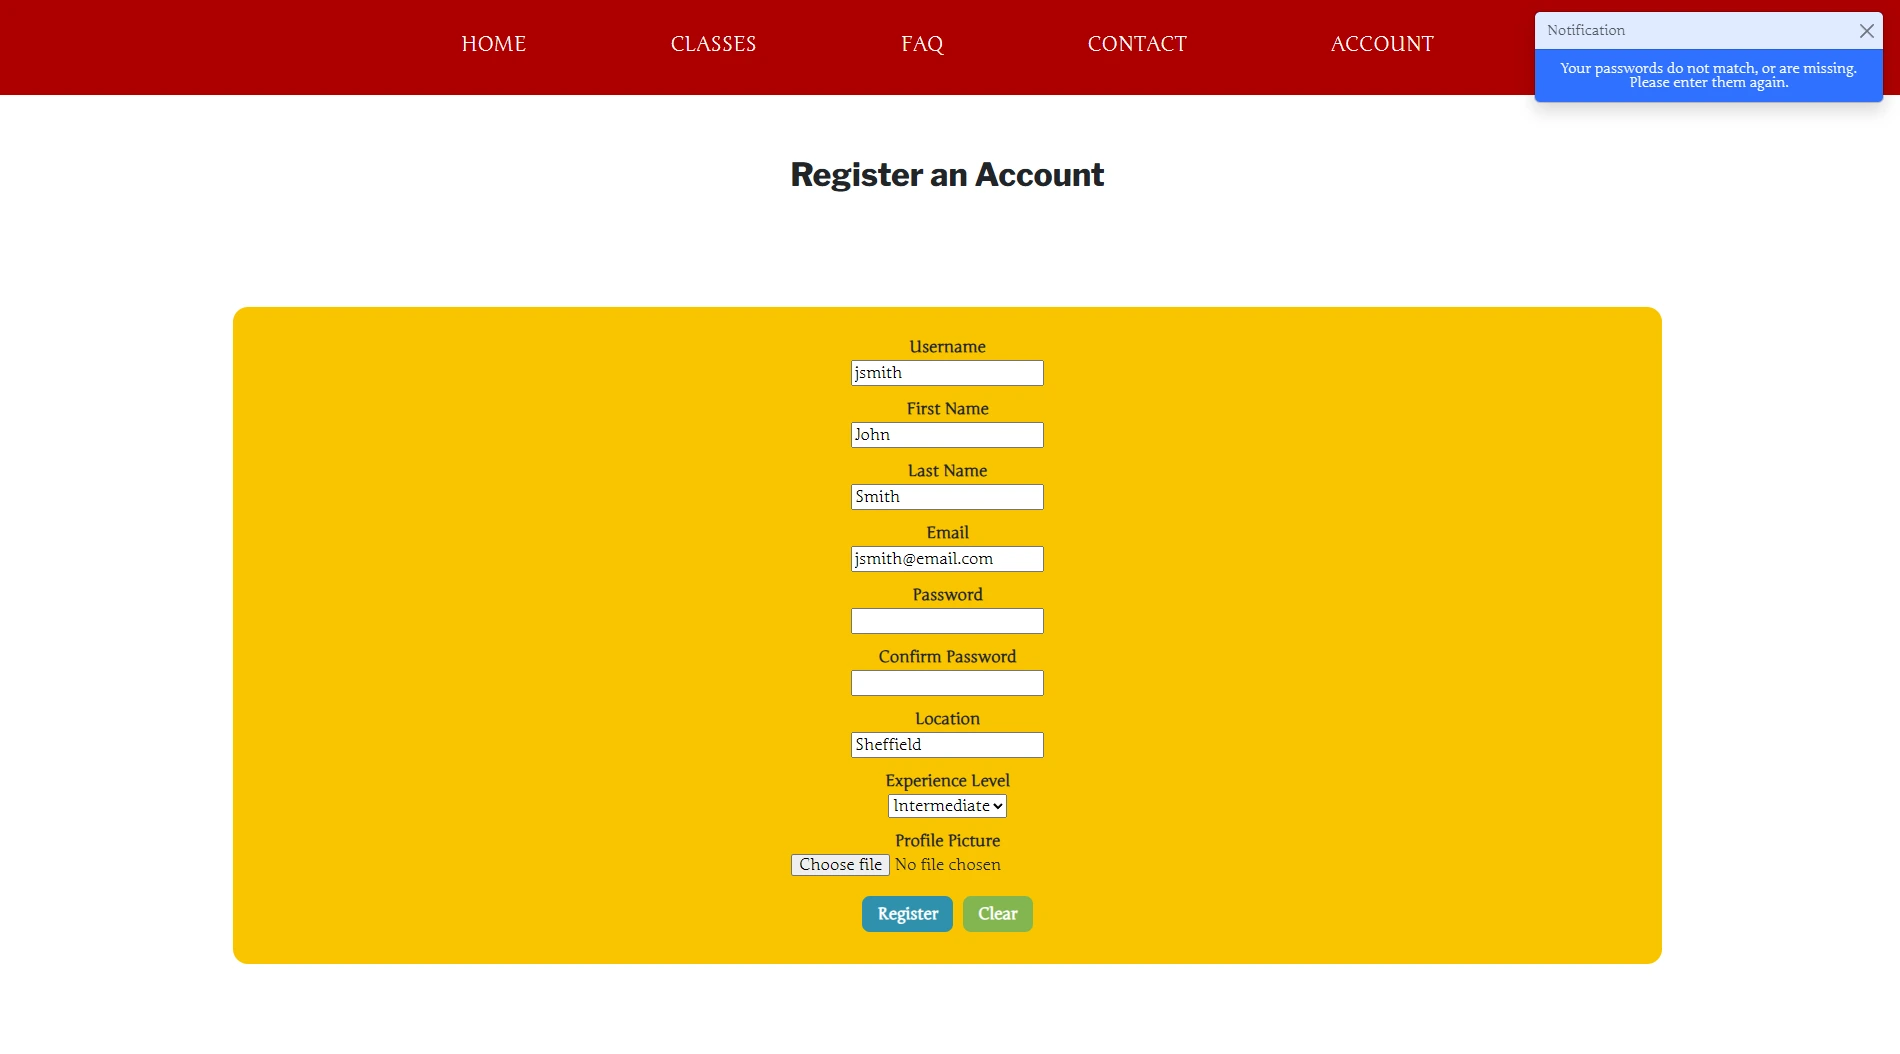 HOME CLASSES FAQ CONTACT ACCOUNT
Notification
Your passwords do not match, or are missing.
Please enter them again.
Register an Account
Username
jsmith
First Name
John
Last Name
Smith
Email
jsmith@email.com
Password
Confirm Password
Location
Sheffield
Experience Level
Intermediate
Profile Picture
Choose file No file chosen
Register Clear